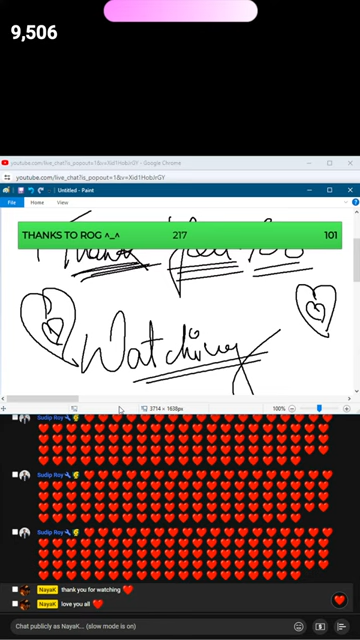 9,506
youtube.com/live_chat?is_popout=1&v=Xid1HobJrGY - Google Chrome
youtube.com/live_chat?is_popout=1&v=Xid1HobJrGY
Untitled - Paint
File Home View
THANKS TO ROG ^_^ 217 101
Watching
3714 × 1638px 100%
Sudip Roy
Sudip Roy
Sudip Roy
NayaK thank you for watching ❤️
NayaK love you all ❤️
Chat publicly as NayaK... (slow mode is on)